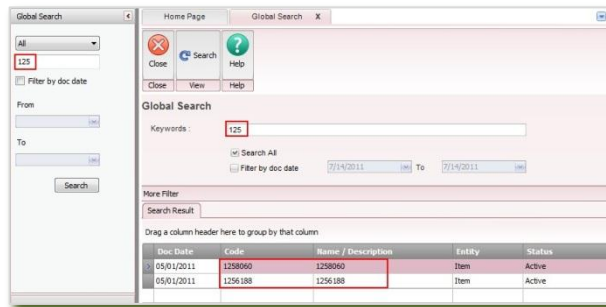 Global Search
All
125
Filter by doc date
From
To
Search
Home Page
Global Search X
Close
Search
Help
Close View Help
Global Search
Keywords : 125
Search All
Filter by doc date 7/14/2011 To 7/14/2011
More Filter
Search Result
Drag a column header here to group by that column
Doc Date Code Name / Description Entity Status
05/01/2011 1258060 1258060 Item Active
05/01/2011 1256188 1256188 Item Active